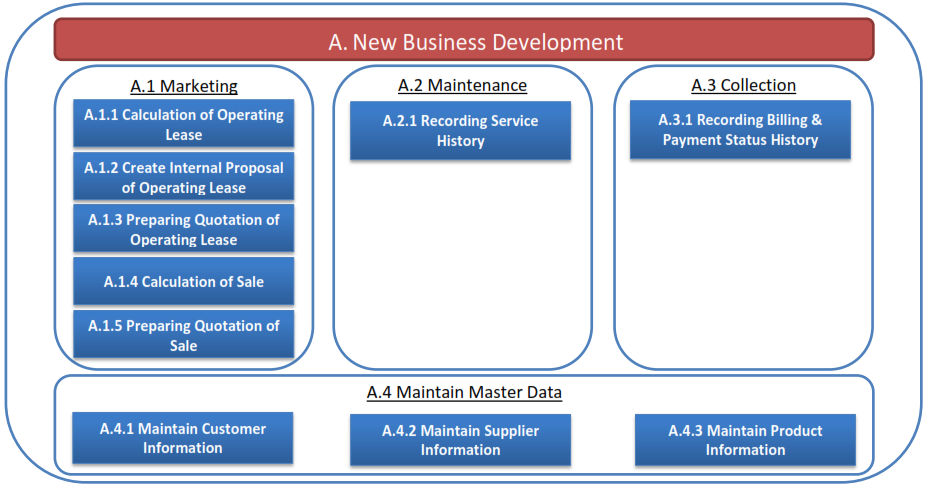 A. New Business Development
A.1 Marketing
A.1.1 Calculation of Operating
Lease
A.1.2 Create Internal Proposal
of Operating Lease
A.1.3 Preparing Quotation of
Operating Lease
A.1.4 Calculation of Sale
A.1.5 Preparing Quotation of
Sale
A.2 Maintenance
A.2.1 Recording Service
History
A.3 Collection
A.3.1 Recording Billing &
Payment Status History
A.4 Maintain Master Data
A.4.1 Maintain Customer
Information
A.4.2 Maintain Supplier
Information
A.4.3 Maintain Product
Information